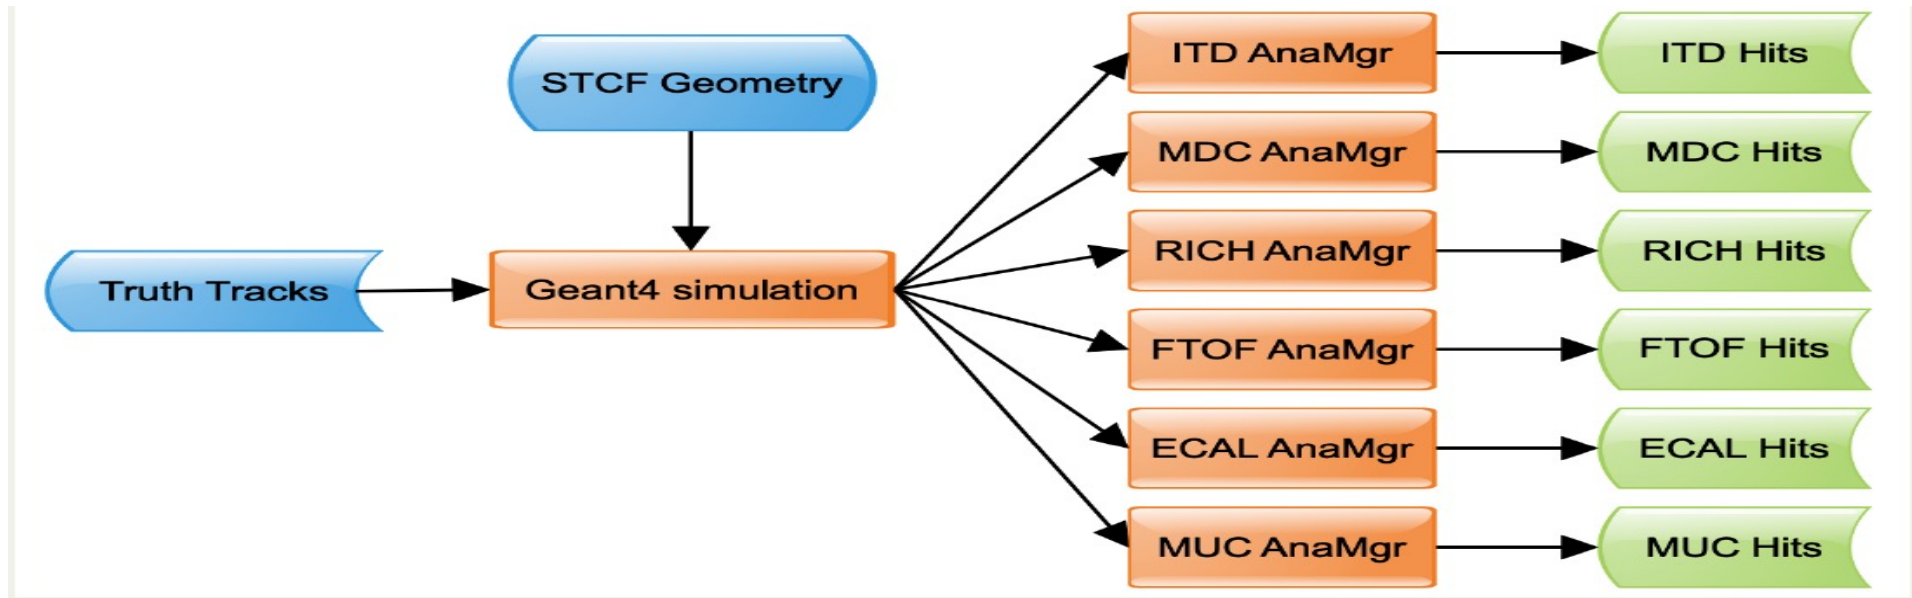 STCF Geometry
Truth Tracks
Geant4 simulation
ITD AnaMgr
ITD Hits
MDC AnaMgr
MDC Hits
RICH AnaMgr
RICH Hits
FTOF AnaMgr
FTOF Hits
ECAL AnaMgr
ECAL Hits
MUC AnaMgr
MUC Hits